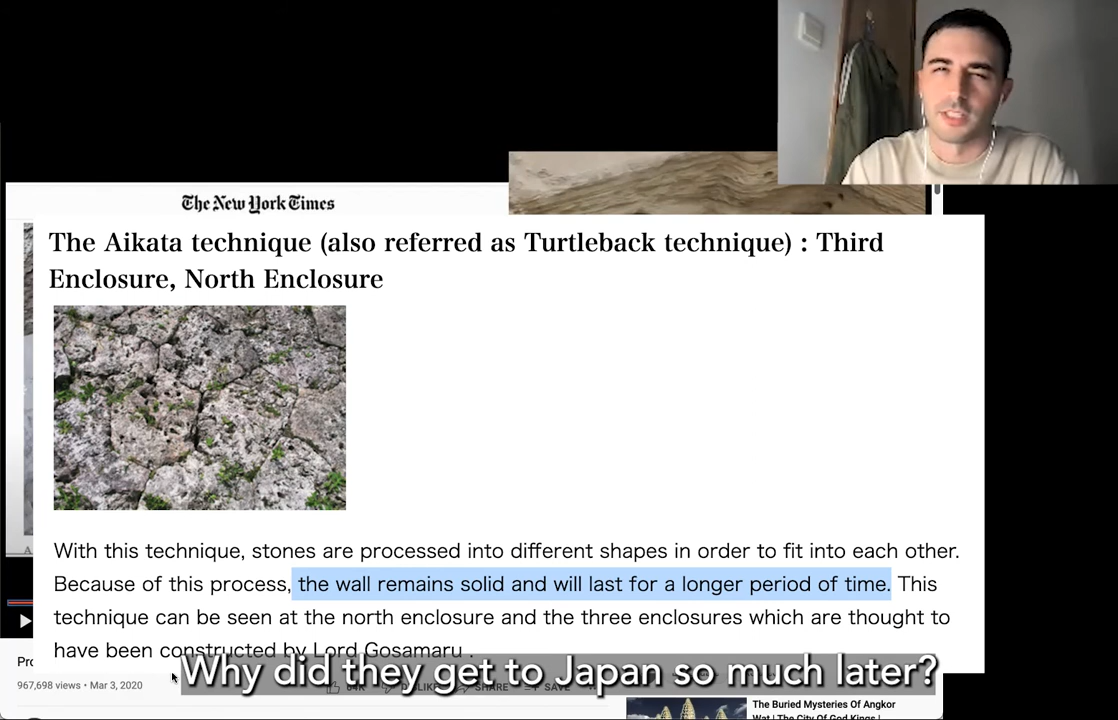 The New York Times
The Aikata technique (also referred as Turtleback technique) : Third
Enclosure, North Enclosure
With this technique, stones are processed into different shapes in order to fit into each other.
Because of this process, the wall remains solid and will last for a longer period of time. This
technique can be seen at the north enclosure and the three enclosures which are thought to
have been constructed by Lord Gosamaru .
Why did they get to Japan so much later?
967,698 views • Mar 3, 2020
SHARE
SAVE
The Buried Mysteries Of Angkor
Wat | The City Of God Kings |